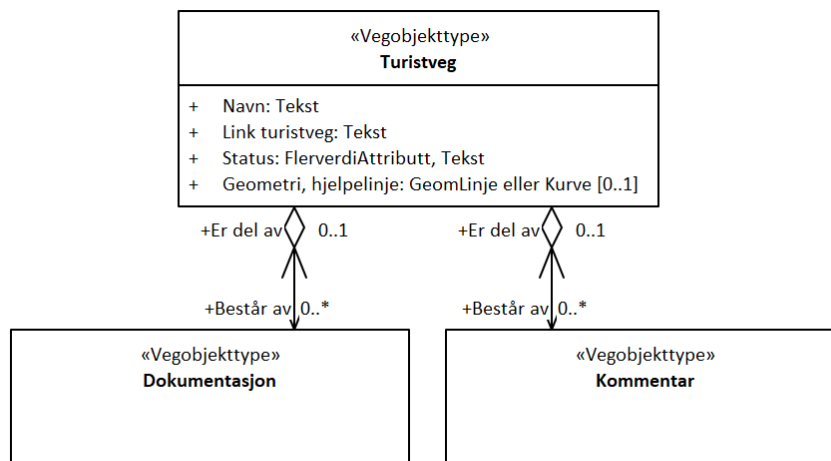 «Vegobjekttype»
Turistveg
+ Navn: Tekst
+ Link turistveg: Tekst
+ Status: FlerverdiAttributt, Tekst
+ Geometri, hjelpelinje: GeomLinje eller Kurve [0..1]
+Er del av 0..1 +Er del av 0..1
+Består av 0..* +Består av 0..*
«Vegobjekttype» «Vegobjekttype»
Dokumentasjon Kommentar